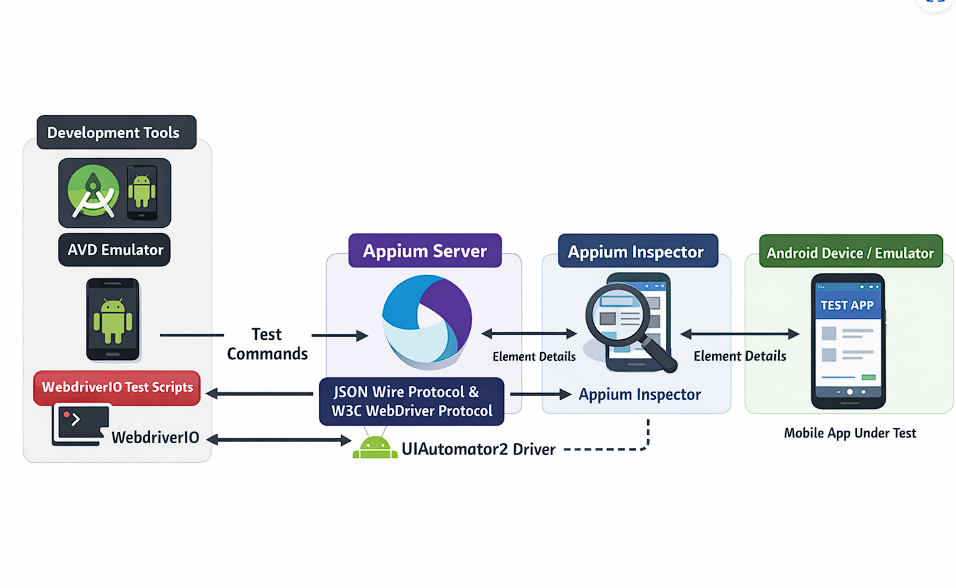 Development Tools
AVD Emulator
WebdriverIO Test Scripts
WebdriverIO
Test
Commands
Appium Server
JSON Wire Protocol &
W3C WebDriver Protocol
UIAutomator2 Driver
Element Details
Appium Inspector
Appium Inspector
Element Details
Android Device / Emulator
TEST APP
Mobile App Under Test